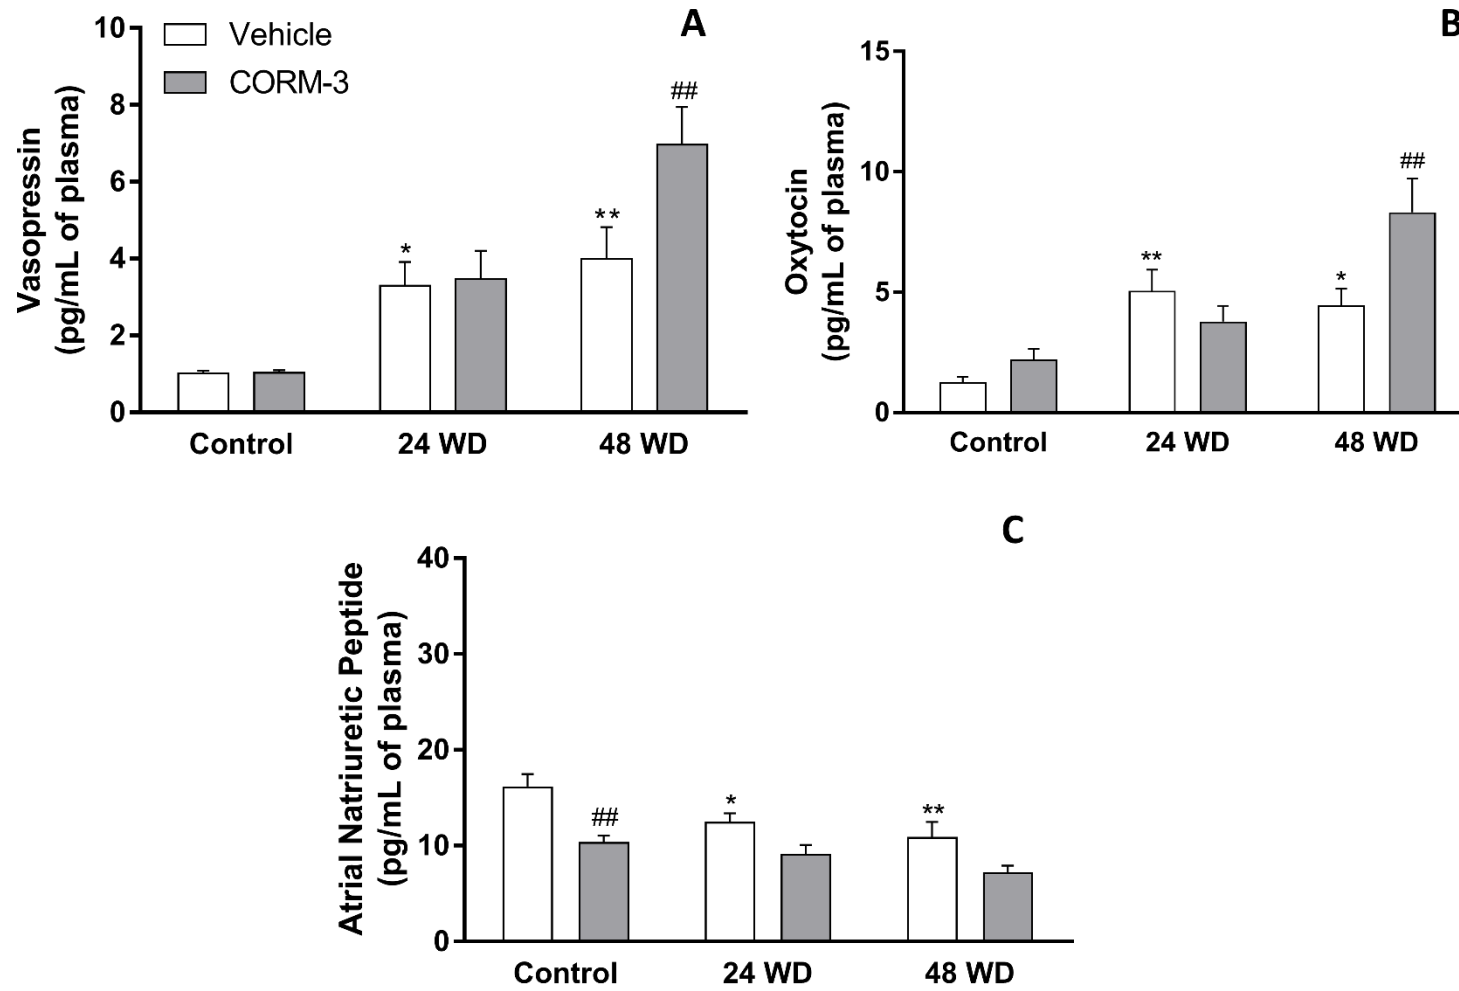 A
Vehicle
CORM-3
Vasopressin
(pg/mL of plasma)
10
8
6
4
2
0
*
**
##
Control
24 WD
48 WD
B
Oxytocin
(pg/mL of plasma)
15
10
5
0
**
*
##
Control
24 WD
48 WD
C
Atrial Natriuretic Peptide
(pg/mL of plasma)
40
30
20
10
0
##
*
**
Control
24 WD
48 WD